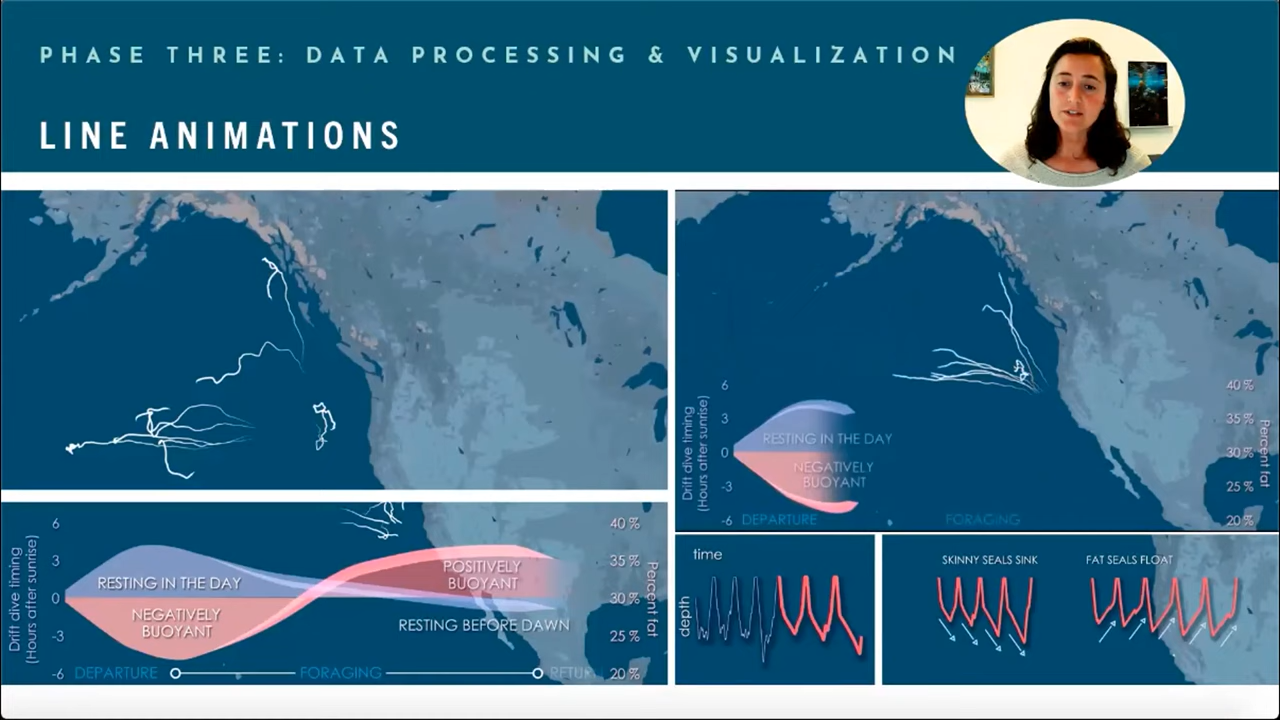 PHASE THREE: DATA PROCESSING & VISUALIZATION
LINE ANIMATIONS
6
3
0
-3
-6
Drift dive timing
(Hours after sunrise)
RESTING IN THE DAY
NEGATIVELY
BUOYANT
DEPARTURE
FORAGING
40 %
35 %
30 %
25 %
20 %
Percent fat
6
3
0
-3
-6
Drift dive timing
(Hours after sunrise)
RESTING IN THE DAY
NEGATIVELY
BUOYANT
POSITIVELY
BUOYANT
RESTING BEFORE DAWN
DEPARTURE
FORAGING
RETUR
40 %
35 %
30 %
25 %
20 %
Percent fat
time
depth
SKINNY SEALS SINK
FAT SEALS FLOAT